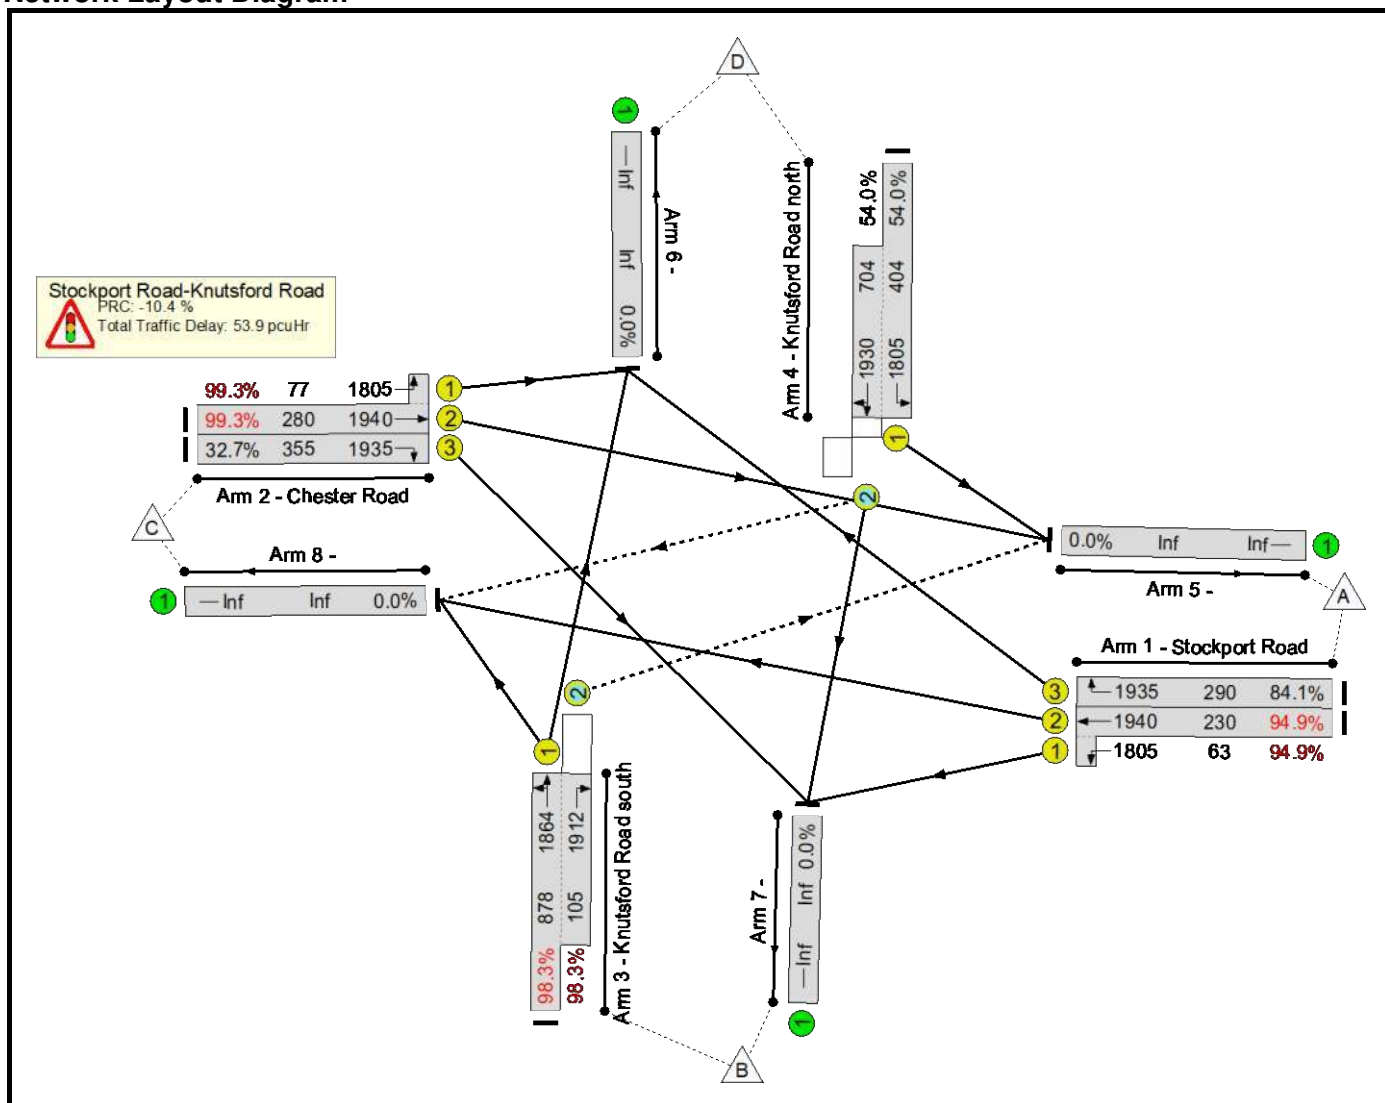 Network Layout Diagram
D
1
Inf
Inf
0.0%
Arm 6 -
Arm 4 - Knutsford Road north
54.0%
704
1930
54.0%
404
1805
1
2
Stockport Road-Knutsford Road
PRC: -10.4 %
Total Traffic Delay: 53.9 pcuHr
99.3% 77 1805 1
99.3% 280 1940 2
32.7% 355 1935 3
Arm 2 - Chester Road
C
Arm 8 -
1 Inf Inf 0.0%
0.0% Inf Inf 1
Arm 5 -
A
Arm 1 - Stockport Road
3 1935 290 84.1%
2 1940 230 94.9%
1 1805 63 94.9%
2
1
1864
878
98.3%
1912
105
98.3%
Arm 3 - Knutsford Road south
Arm 7 -
0.0%
Inf
Inf
1
B